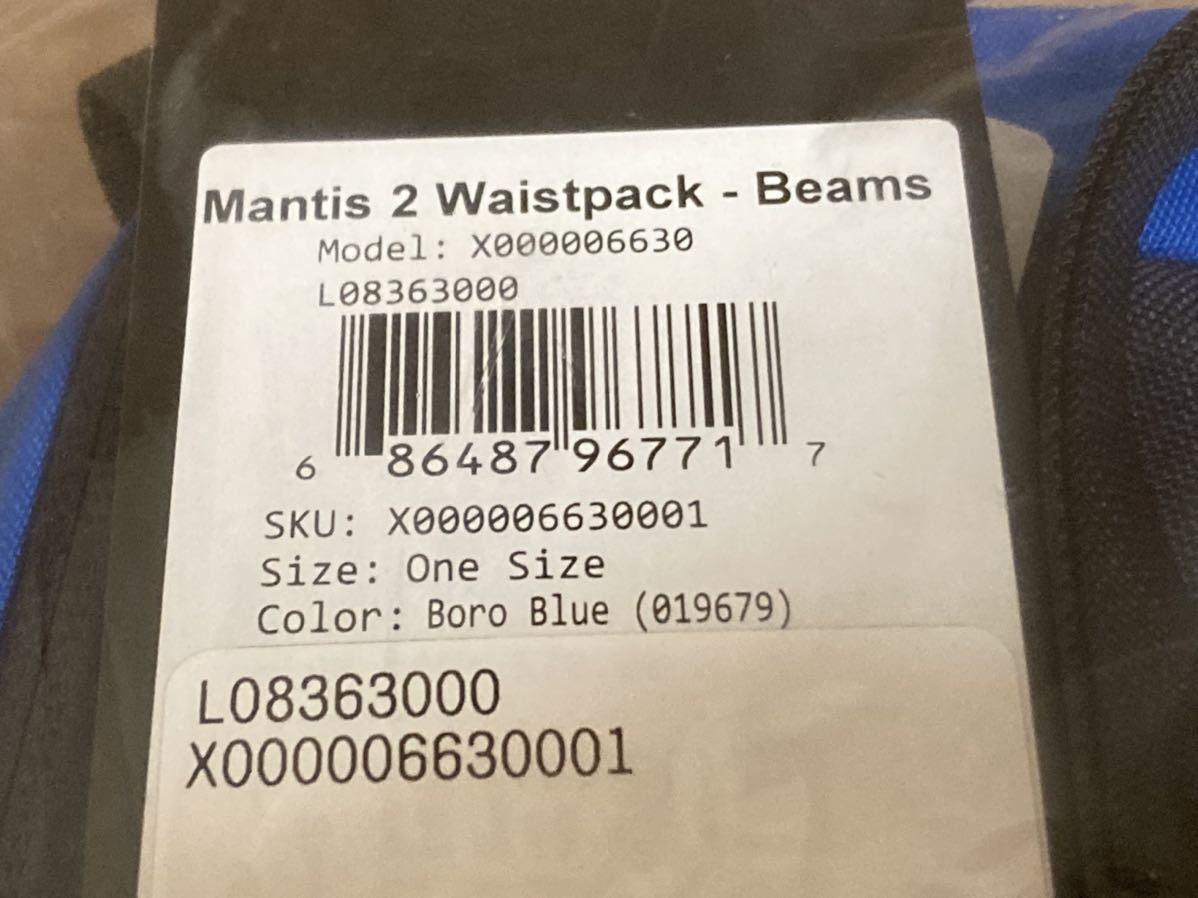 Mantis 2 Waistpack - Beams
Model: X000006630
L08363000
6 86487 96771 7
SKU: X000006630001
Size: One Size
Color: Boro Blue (019679)
L08363000
X000006630001